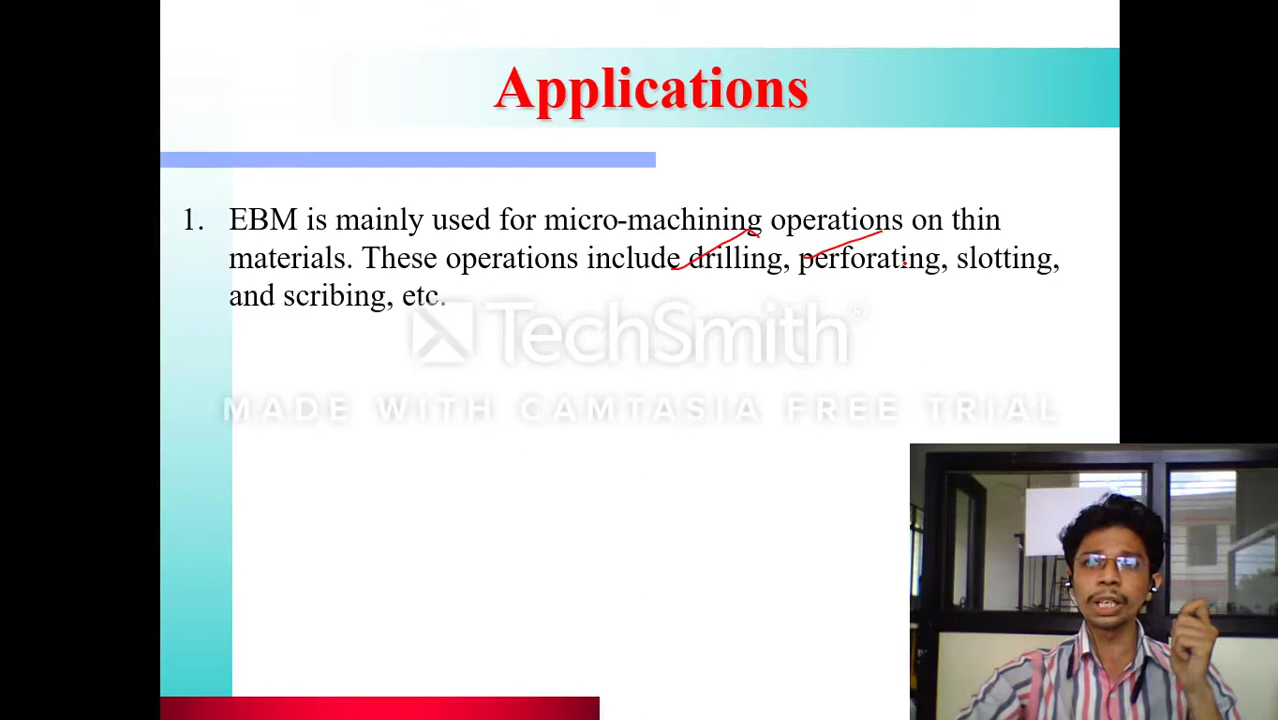 Applications
1. EBM is mainly used for micro-machining operations on thin
materials. These operations include drilling, perforating, slotting,
and scribing, etc.
TechSmith®
MADE WITH CAMTASIA FREE TRIAL